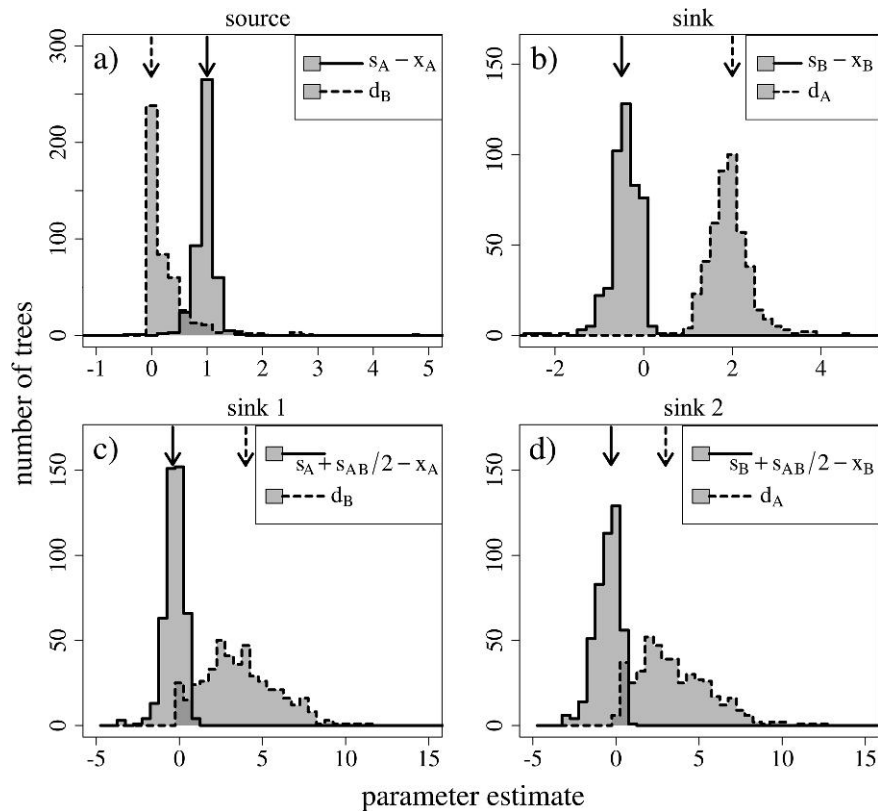 source
a)
s_A − x_A
d_B
0 100 200 300
-1 0 1 2 3 4 5
sink
b)
s_B − x_B
d_A
0 50 100 150
-2 0 2 4
sink 1
c)
s_A + s_AB/2 − x_A
d_B
0 50 100 150
-5 0 5 10 15
sink 2
d)
s_B + s_AB/2 − x_B
d_A
0 50 100 150
-5 0 5 10 15
number of trees
parameter estimate